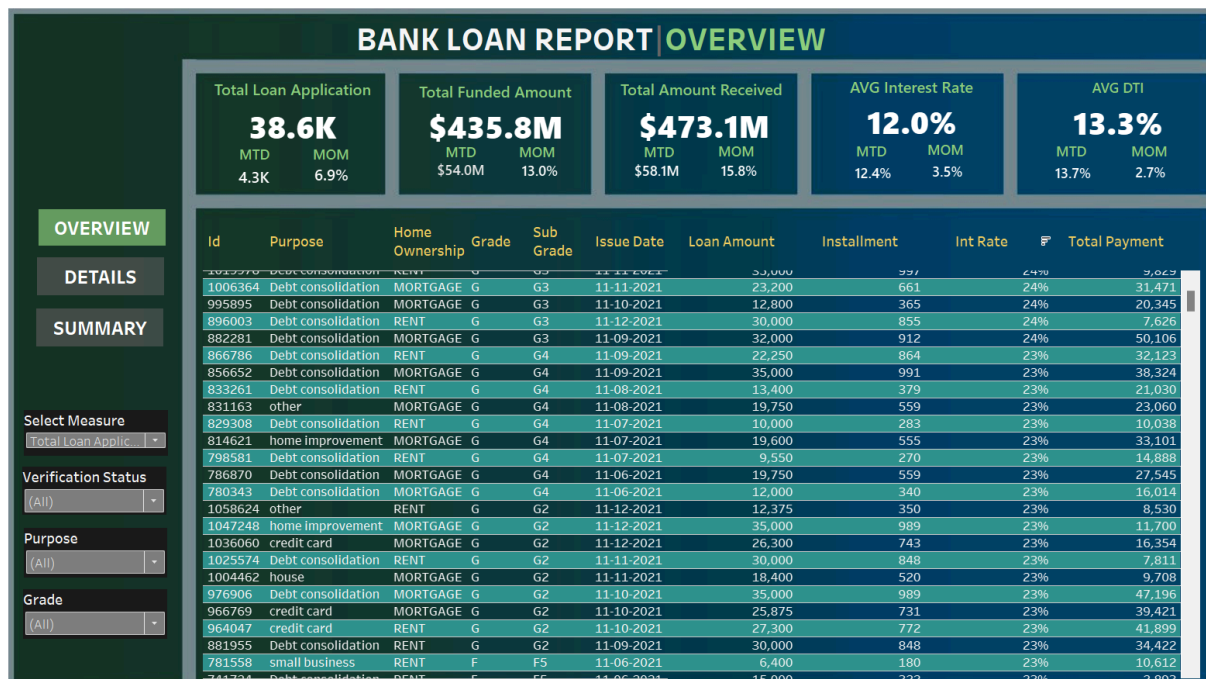 BANK LOAN REPORT|OVERVIEW
Total Loan Application
38.6K
MTD MOM
4.3K 6.9%
Total Funded Amount
$435.8M
MTD MOM
$54.0M 13.0%
Total Amount Received
$473.1M
MTD MOM
$58.1M 15.8%
AVG Interest Rate
12.0%
MTD MOM
12.4% 3.5%
AVG DTI
13.3%
MTD MOM
13.7% 2.7%
OVERVIEW
DETAILS
SUMMARY
Select Measure
Total Loan Applic...
Verification Status
(All)
Purpose
(All)
Grade
(All)
Id Purpose Home Ownership Grade Sub Grade Issue Date Loan Amount Installment Int Rate Total Payment
1006364 Debt consolidation MORTGAGE G G3 11-11-2021 23,200 661 24% 31,471
995895 Debt consolidation MORTGAGE G G3 11-10-2021 12,800 365 24% 20,345
896003 Debt consolidation RENT G G3 11-12-2021 30,000 855 24% 7,626
882281 Debt consolidation MORTGAGE G G3 11-09-2021 32,000 912 24% 50,106
866786 Debt consolidation RENT G G4 11-09-2021 22,250 864 23% 32,123
856652 Debt consolidation MORTGAGE G G4 11-09-2021 35,000 991 23% 38,324
833261 Debt consolidation RENT G G4 11-08-2021 13,400 379 23% 21,030
831163 other MORTGAGE G G4 11-08-2021 19,750 559 23% 23,060
829308 Debt consolidation RENT G G4 11-07-2021 10,000 283 23% 10,038
814621 home improvement MORTGAGE G G4 11-07-2021 19,600 555 23% 33,101
798581 Debt consolidation RENT G G4 11-07-2021 9,550 270 23% 14,888
786870 Debt consolidation MORTGAGE G G4 11-06-2021 19,750 559 23% 27,545
780343 Debt consolidation MORTGAGE G G4 11-06-2021 12,000 340 23% 16,014
1058624 other RENT G G2 11-12-2021 12,375 350 23% 8,530
1047248 home improvement MORTGAGE G G2 11-12-2021 35,000 989 23% 11,700
1036060 credit card MORTGAGE G G2 11-12-2021 26,300 743 23% 16,354
1025574 Debt consolidation RENT G G2 11-11-2021 30,000 848 23% 7,811
1004462 house MORTGAGE G G2 11-11-2021 18,400 520 23% 9,708
976906 Debt consolidation MORTGAGE G G2 11-10-2021 35,000 989 23% 47,196
966769 credit card MORTGAGE G G2 11-10-2021 25,875 731 23% 39,421
964047 credit card RENT G G2 11-10-2021 27,300 772 23% 41,899
881955 Debt consolidation RENT G G2 11-09-2021 30,000 848 23% 34,422
781558 small business RENT F F5 11-06-2021 6,400 180 23% 10,612